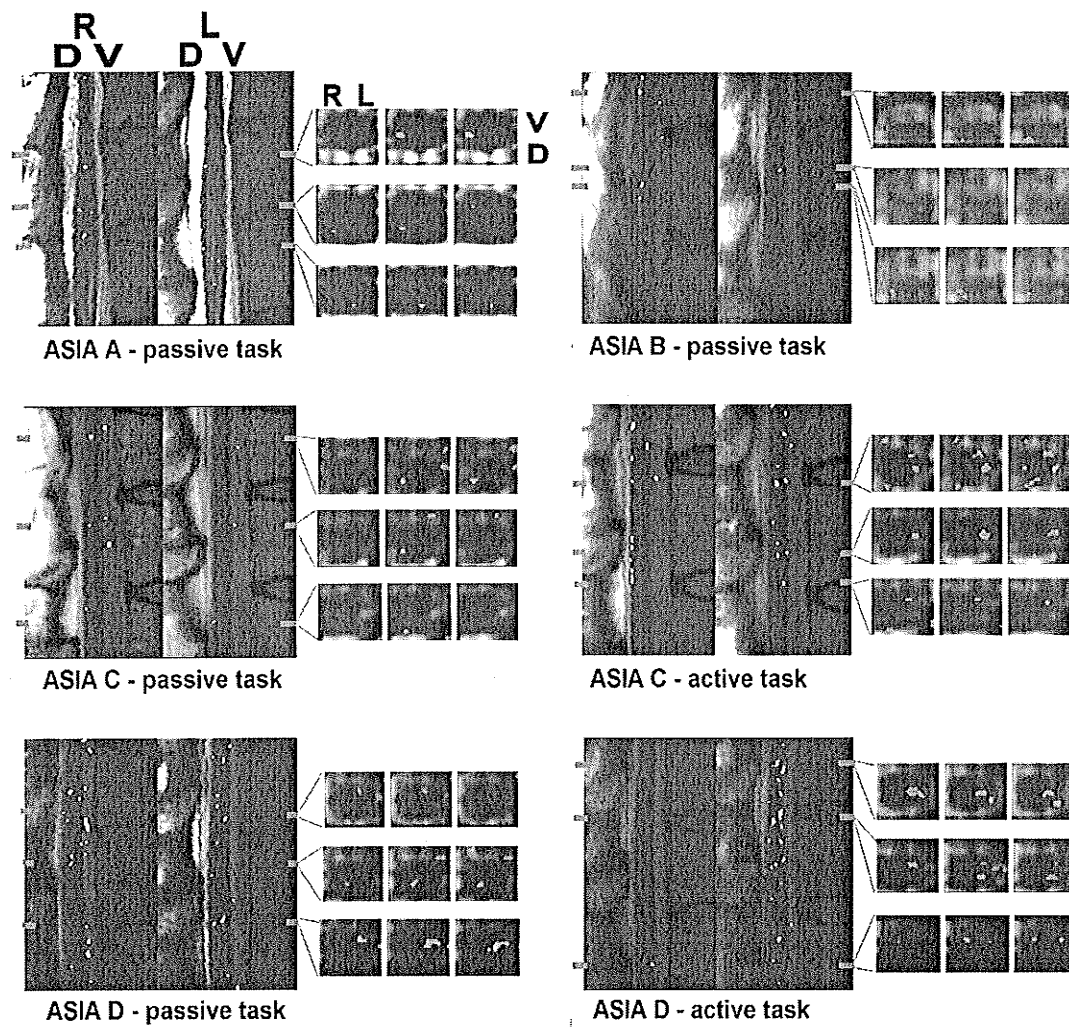 R L
D V D V
R L
V
D
ASIA A - passive task
ASIA B - passive task
ASIA C - passive task
ASIA C - active task
ASIA D - passive task
ASIA D - active task